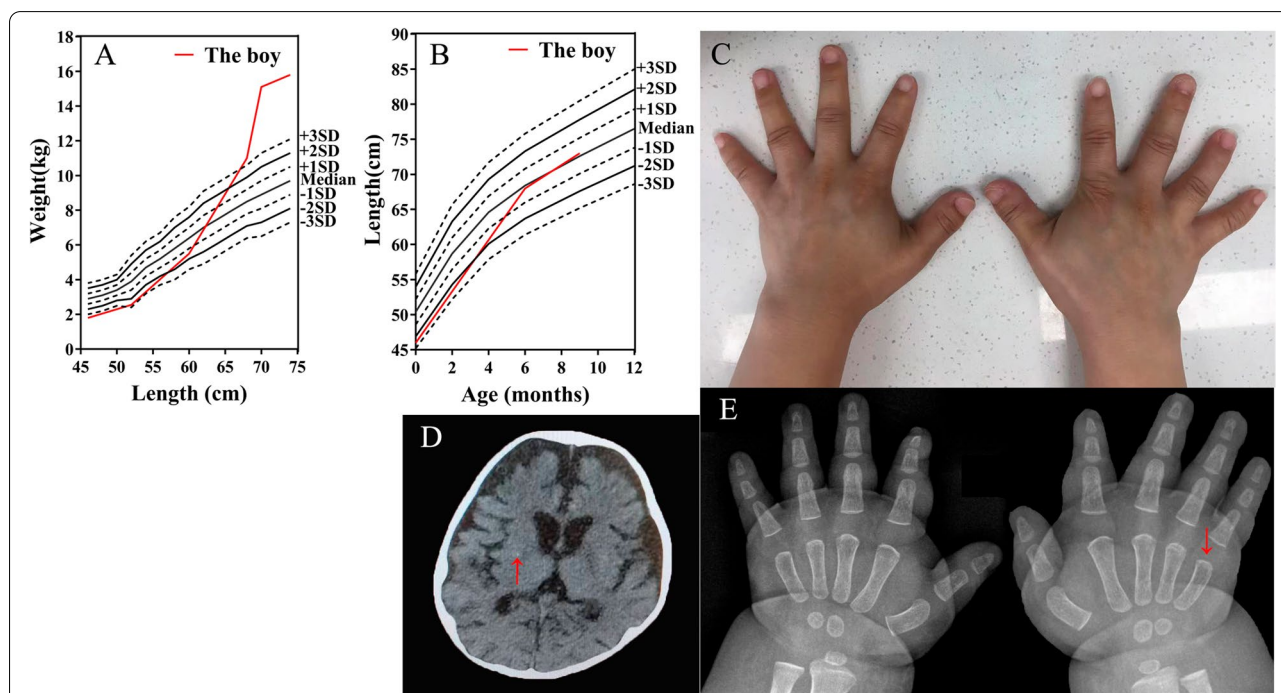 A
The boy
Weight(kg)
18
16
14
12
10
8
6
4
2
0
+3SD
+2SD
+1SD
Median
-1SD
-2SD
-3SD
45 50 55 60 65 70 75
Length (cm)
B
The boy
Length(cm)
90
85
80
75
70
65
60
55
50
45
+3SD
+2SD
+1SD
Median
-1SD
-2SD
-3SD
0 2 4 6 8 10 12
Age (months)
C
D
E